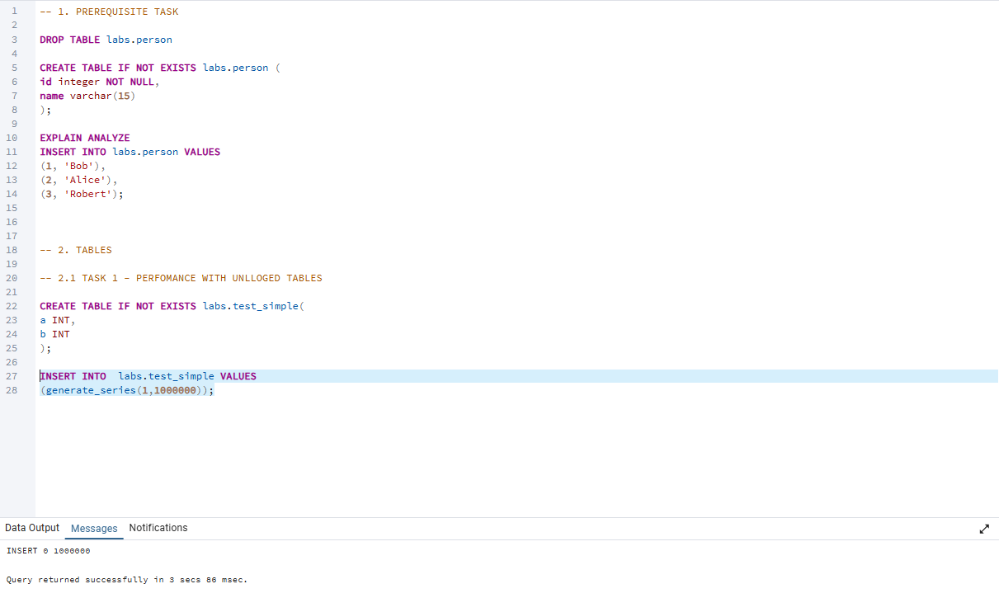 1 -- 1. PREREQUISITE TASK
2
3 DROP TABLE labs.person
4
5 CREATE TABLE IF NOT EXISTS labs.person (
6 id integer NOT NULL,
7 name varchar(15)
8 );
9
10 EXPLAIN ANALYZE
11 INSERT INTO labs.person VALUES
12 (1, 'Bob'),
13 (2, 'Alice'),
14 (3, 'Robert');
15
16
17
18 -- 2. TABLES
19
20 -- 2.1 TASK 1 - PERFOMANCE WITH UNLLOGED TABLES
21
22 CREATE TABLE IF NOT EXISTS labs.test_simple(
23 a INT,
24 b INT
25 );
26
27 INSERT INTO  labs.test_simple VALUES
28 (generate_series(1,1000000));
Data Output Messages Notifications
INSERT 0 1000000
Query returned successfully in 3 secs 86 msec.